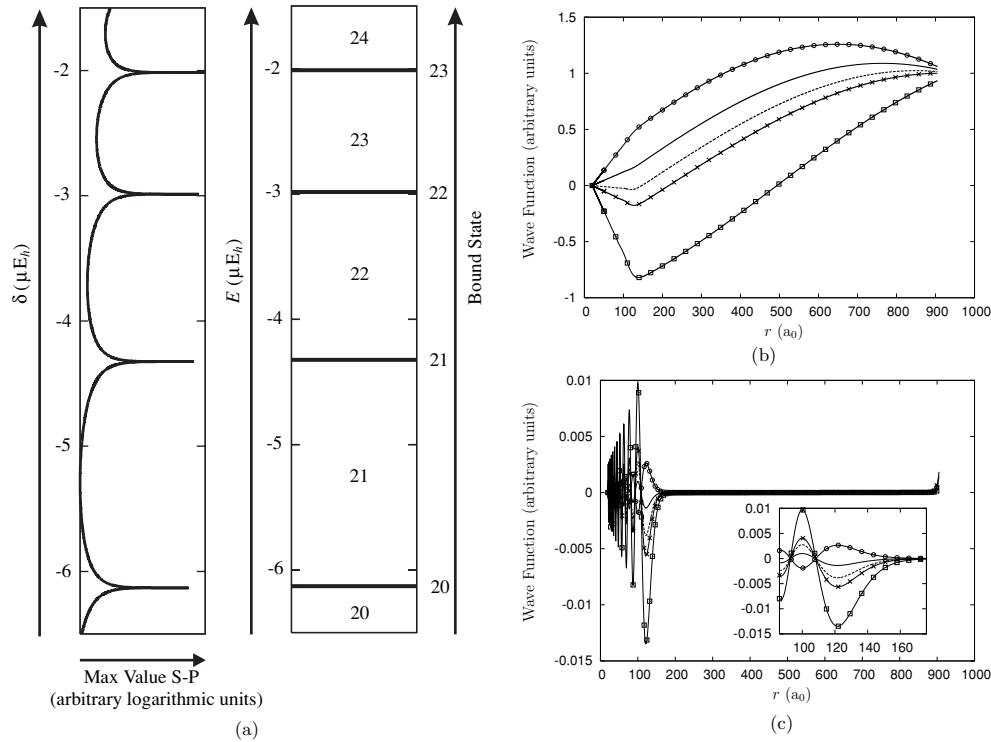 δ (μE_h)
-2
-3
-4
-5
-6
Max Value S-P
(arbitrary logarithmic units)
E (μE_h)
-2
-3
-4
-5
-6
24
23
22
21
20
23
22
21
20
Bound State
(a)
Wave Function (arbitrary units)
1.5
1
0.5
0
-0.5
-1
0 100 200 300 400 500 600 700 800 900 1000
r (a₀)
(b)
Wave Function (arbitrary units)
0.01
0.005
0
-0.005
-0.01
-0.015
0.01
0.005
0
-0.005
-0.01
-0.015
100 120 140 160
0 100 200 300 400 500 600 700 800 900 1000
r (a₀)
(c)